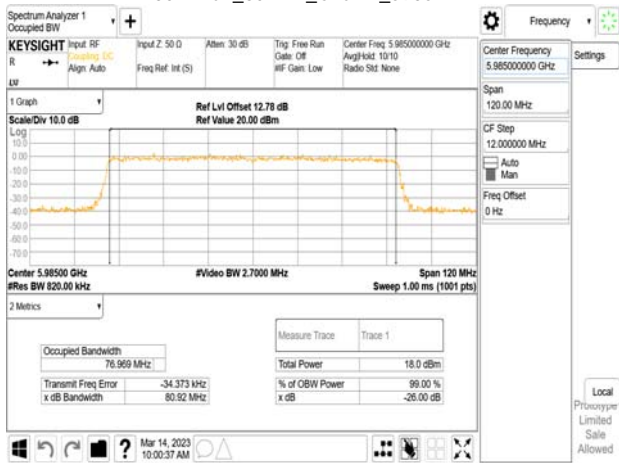 Spectrum Analyzer 1
Occupied BW
+
Frequency
KEYSIGHT
R
LVI
Input: RF
Coupling: DC
Align: Auto
Input Z: 50 Ω
Freq Ref: Int (S)
Atten: 30 dB
Trig: Free Run
Gate: Off
#IF Gain: Low
Center Freq: 5.985000000 GHz
Avg|Hold: 10/10
Radio Std: None
Center Frequency
5.985000000 GHz
Settings
Span
120.00 MHz
CF Step
12.000000 MHz
Auto
Man
Freq Offset
0 Hz
1 Graph
Ref Lvl Offset 12.78 dB
Scale/Div 10.0 dB
Ref Value 20.00 dBm
Log
10.0
0.00
-10.0
-20.0
-30.0
-40.0
-50.0
-60.0
-70.0
Center 5.98500 GHz
#Video BW 2.7000 MHz
Span 120 MHz
#Res BW 820.00 kHz
Sweep 1.00 ms (1001 pts)
2 Metrics
Measure Trace
Trace 1
Occupied Bandwidth
76.969 MHz
Total Power
18.0 dBm
Transmit Freq Error
-34.373 kHz
% of OBW Power
99.00 %
x dB Bandwidth
80.92 MHz
x dB
-26.00 dB
Local
Prototype
Limited
Sale
Allowed
?
Mar 14, 2023
10:00:37 AM